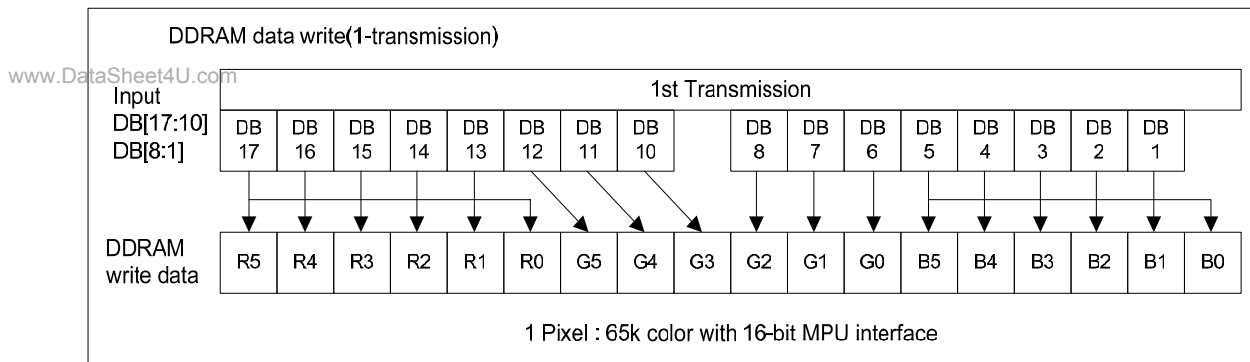 DDRAM data write(1-transmission)
www.DataSheet4U.com
Input
DB[17:10]
DB[8:1]
1st Transmission
DB 17 DB 16 DB 15 DB 14 DB 13 DB 12 DB 11 DB 10 DB 8 DB 7 DB 6 DB 5 DB 4 DB 3 DB 2 DB 1
DDRAM
write data
R5 R4 R3 R2 R1 R0 G5 G4 G3 G2 G1 G0 B5 B4 B3 B2 B1 B0
1 Pixel : 65k color with 16-bit MPU interface